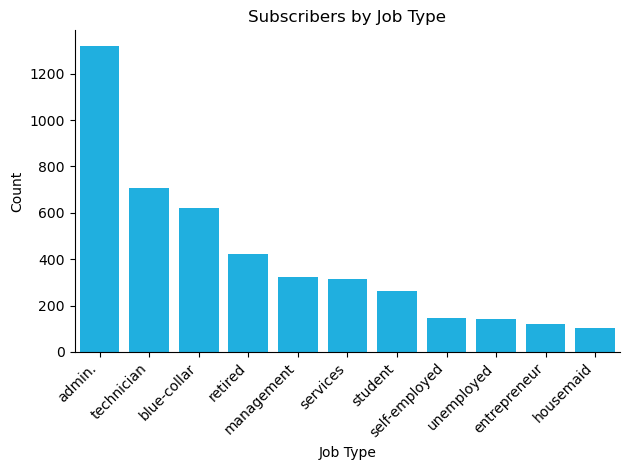 Subscribers by Job Type
Count
1200
1000
800
600
400
200
0
admin.
technician
blue-collar
retired
management
services
student
self-employed
unemployed
entrepreneur
housemaid
Job Type